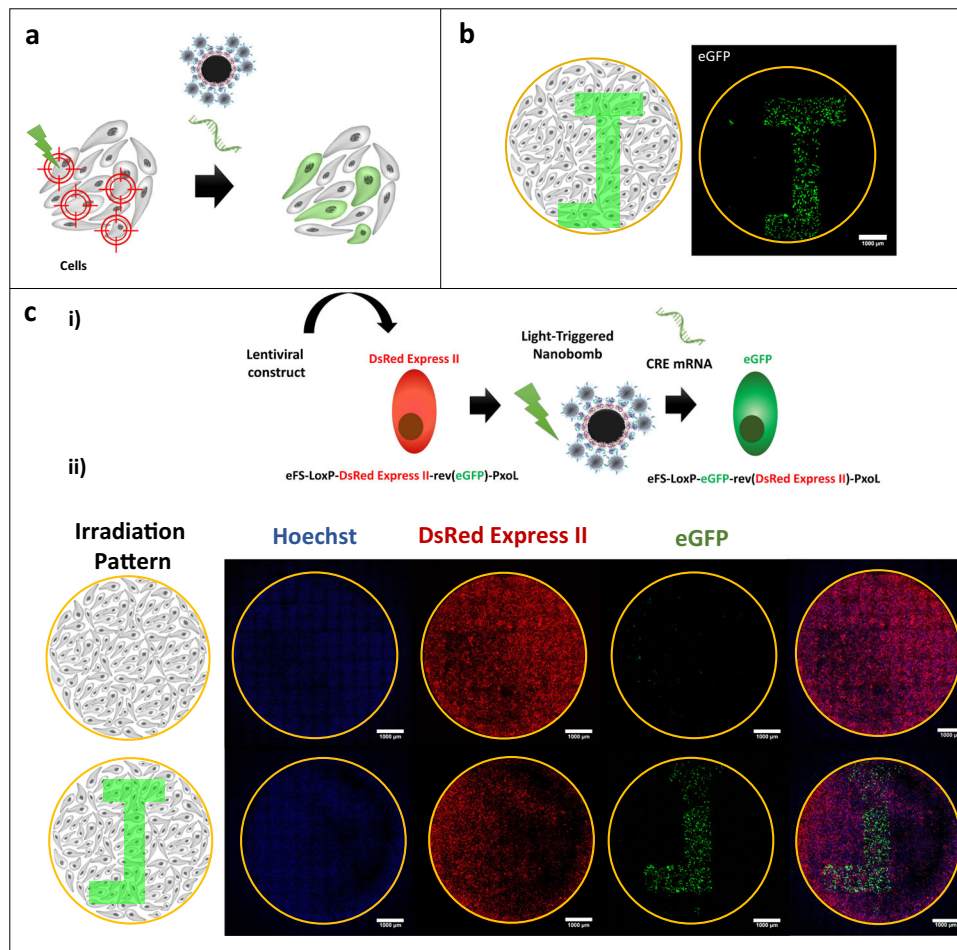 a
Cells
b
eGFP
1000 µm
c
i)
Lentiviral
construct
DsRed Express II
Light-Triggered
Nanobomb
CRE mRNA
eGFP
eFS-LoxP-DsRed Express II-rev(eGFP)-PxoL
eFS-LoxP-eGFP-rev(DsRed Express II)-PxoL
ii)
Irradiation
Pattern
Hoechst
DsRed Express II
eGFP
1000 µm
1000 µm
1000 µm
1000 µm
1000 µm
1000 µm
1000 µm
1000 µm